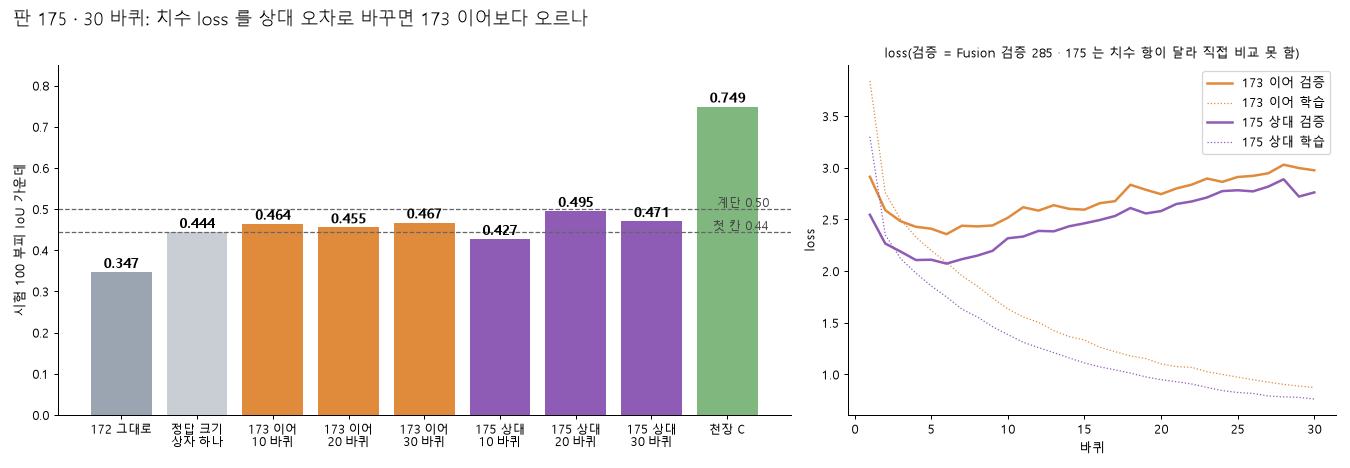 판 175 · 30 바퀴: 치수 loss 를 상대 오차로 바꾸면 173 이어보다 오르나
시험 100 부피 IoU 가운데
0.8
0.7
0.6
0.5
0.4
0.3
0.2
0.1
0.0
0.347
0.444
0.464
0.455
0.467
0.427
0.495
0.471
0.749
계단 0.50
첫 칸 0.44
172 그대로
정답 크기
상자 하나
173 이어
10 바퀴
173 이어
20 바퀴
173 이어
30 바퀴
175 상대
10 바퀴
175 상대
20 바퀴
175 상대
30 바퀴
천장 C
loss(검증 = Fusion 검증 285 · 175 는 치수 항이 달라 직접 비교 못 함)
173 이어 검증
173 이어 학습
175 상대 검증
175 상대 학습
loss
3.5
3.0
2.5
2.0
1.5
1.0
0
5
10
15
20
25
30
바퀴